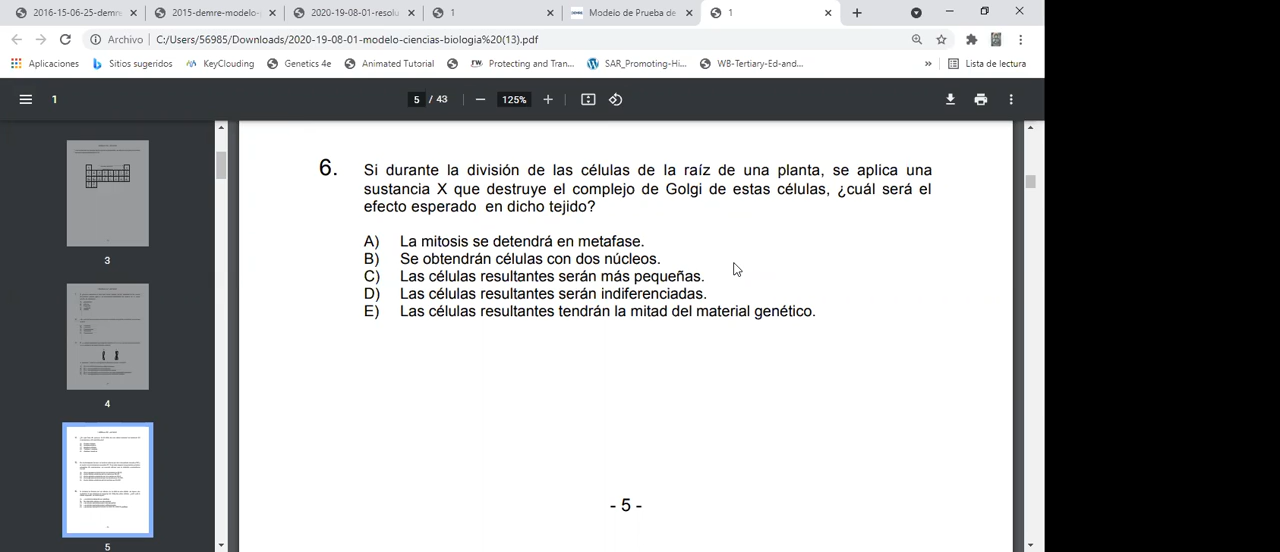 2016-15-06-25-demre
2015-demre-modelo-
2020-19-08-01-resolu
1
Modelo de Prueba de
1
Archivo | C:/Users/56985/Downloads/2020-19-08-01-modelo-ciencias-biologia%20(13).pdf
Aplicaciones Sitios sugeridos KeyClouding Genetics 4e Animated Tutorial Protecting and Tran... SAR_Promoting-Hi... WB-Tertiary-Ed-and... » Lista de lectura
1 5 / 43 — 125% +
6. Si durante la división de las células de la raíz de una planta, se aplica una
sustancia X que destruye el complejo de Golgi de estas células, ¿cuál será el
efecto esperado en dicho tejido?
A) La mitosis se detendrá en metafase.
B) Se obtendrán células con dos núcleos.
C) Las células resultantes serán más pequeñas.
D) Las células resultantes serán indiferenciadas.
E) Las células resultantes tendrán la mitad del material genético.
- 5 -
3
4
5